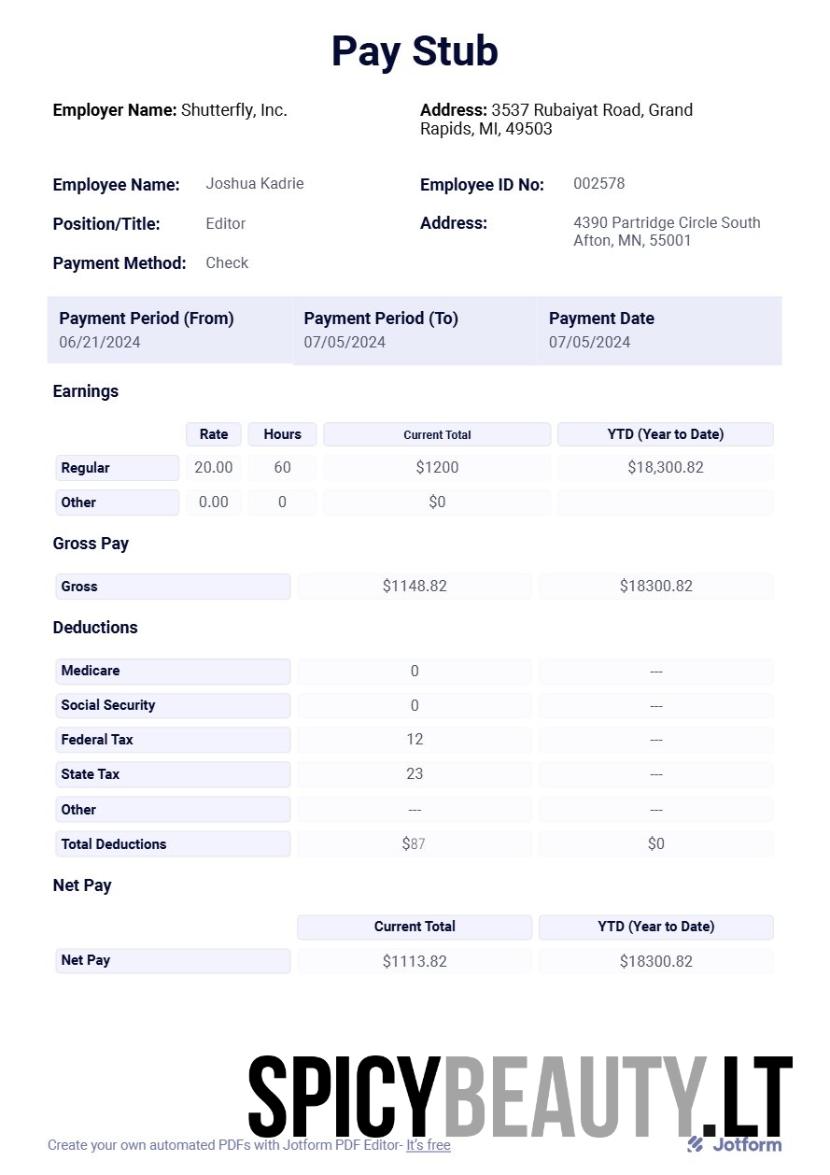 Pay Stub
Employer Name: Shutterfly, Inc.
Address: 3537 Rubaiyat Road, Grand
Rapids, MI, 49503
Employee Name: Joshua Kadrie
Employee ID No: 002578
Position/Title: Editor
Address: 4390 Partridge Circle South
Afton, MN, 55001
Payment Method: Check
Payment Period (From) Payment Period (To) Payment Date
06/21/2024 07/05/2024 07/05/2024
Earnings
Rate Hours Current Total YTD (Year to Date)
Regular 20.00 60 $1200 $18,300.82
Other 0.00 0 $0
Gross Pay
Gross $1148.82 $18300.82
Deductions
Medicare 0 ---
Social Security 0 ---
Federal Tax 12 ---
State Tax 23 ---
Other --- ---
Total Deductions $87 $0
Net Pay
Current Total YTD (Year to Date)
Net Pay $1113.82 $18300.82
SPICYBEAUTY.LT
Create your own automated PDFs with Jotform PDF Editor- It's free
Jotform